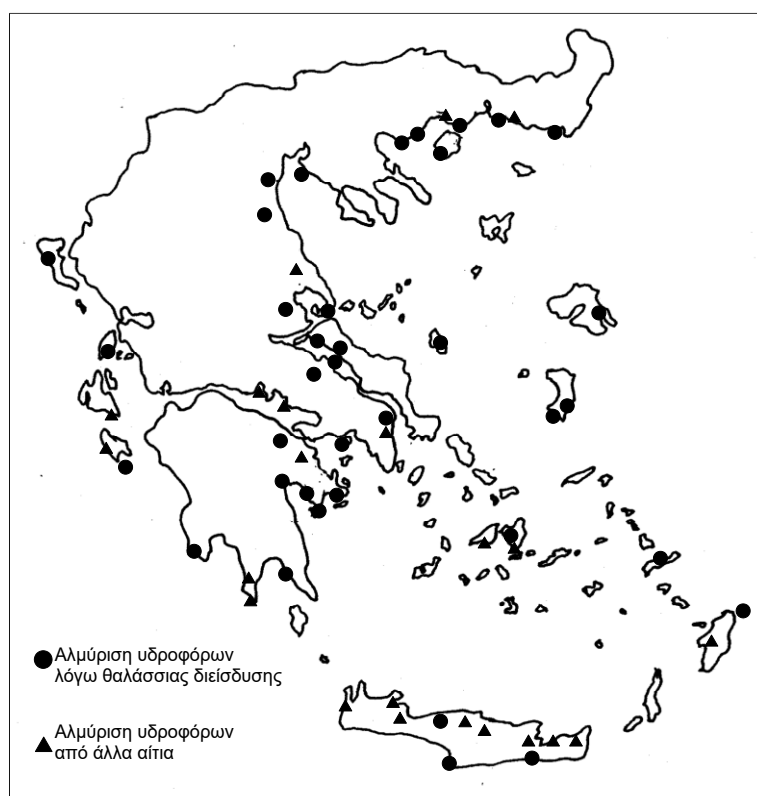 Αλμύριση υδροφόρων
λόγω θαλάσσιας διείσδυσης
Αλμύριση υδροφόρων
από άλλα αίτια